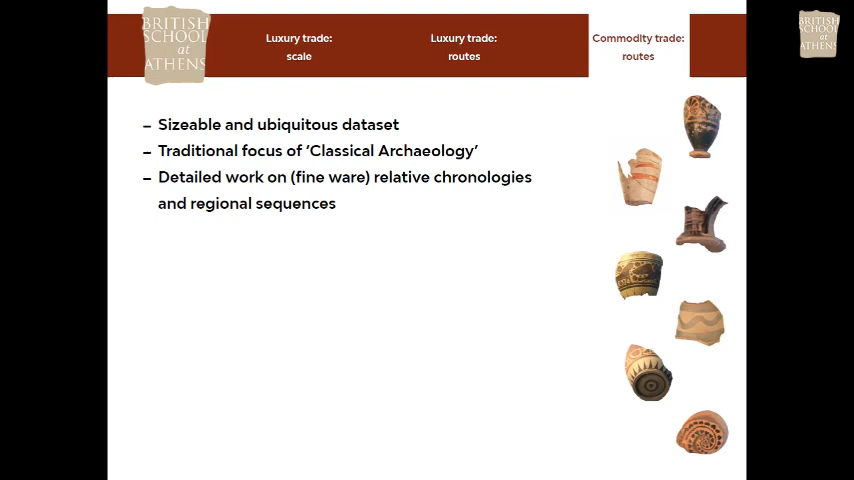 BRITISH
SCHOOL
at
ATHENS
Luxury trade:
scale
Luxury trade:
routes
Commodity trade:
routes
BRITISH
SCHOOL
at
ATHENS
– Sizeable and ubiquitous dataset
– Traditional focus of ‘Classical Archaeology’
– Detailed work on (fine ware) relative chronologies
and regional sequences